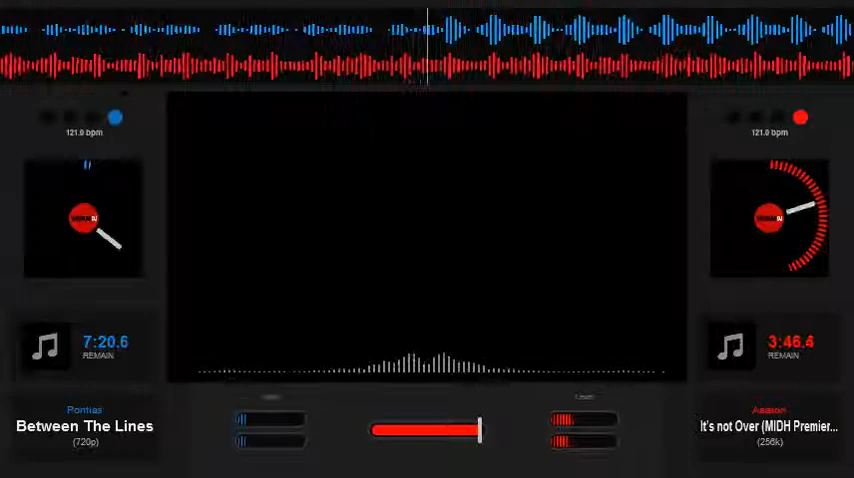 121.0 bpm
121.0 bpm
7:20.6
REMAIN
3:46.4
REMAIN
Pontias
Between The Lines
(720p)
It's not Over (MIDH Premier...
(256k)